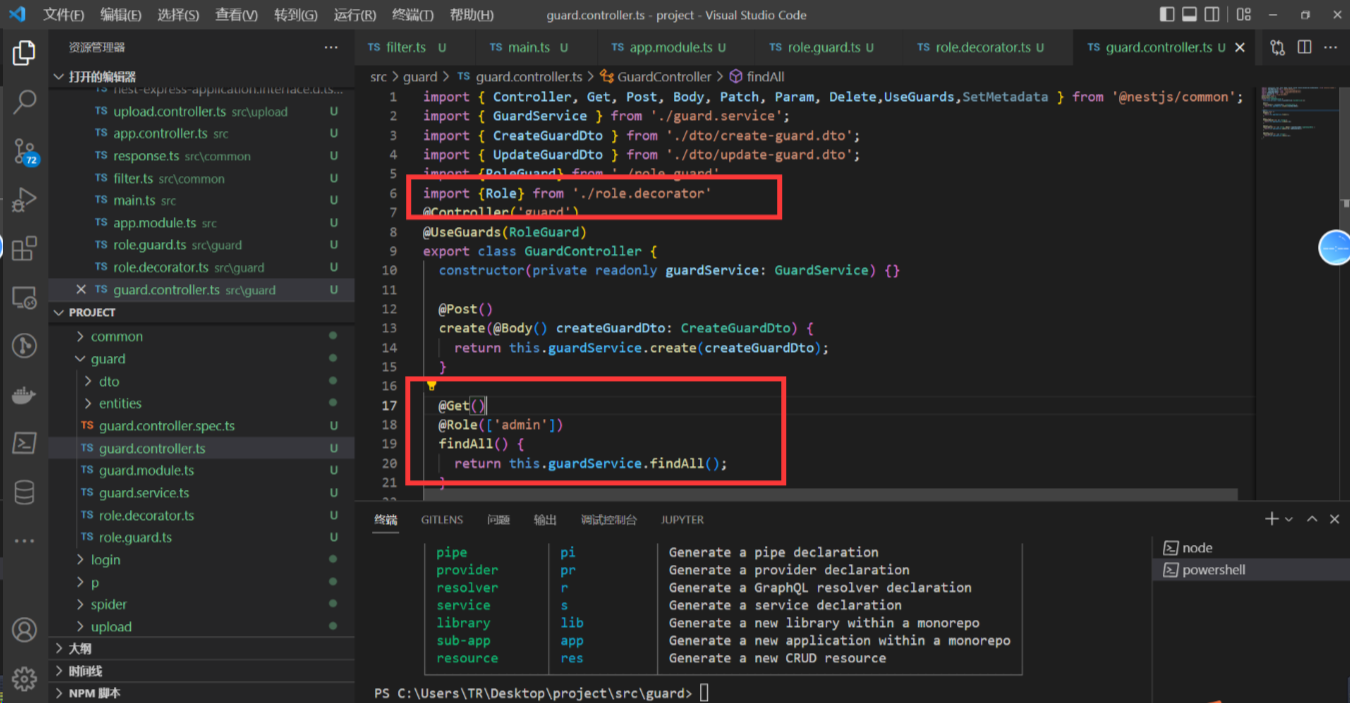 文件(F) 编辑(E) 选择(S) 查看(V) 转到(G) 运行(R) 终端(T) 帮助(H) guard.controller.ts - project - Visual Studio Code
资源管理器 ···
TS filter.ts U TS main.ts U TS app.module.ts U TS role.guard.ts U TS role.decorator.ts U TS guard.controller.ts U
打开的编辑器
nest-express-application.interface.d.ts...
TS upload.controller.ts src\upload U
TS app.controller.ts src U
TS response.ts src\common U
TS filter.ts src\common U
TS main.ts src U
TS app.module.ts src U
TS role.guard.ts src\guard U
TS role.decorator.ts src\guard U
TS guard.controller.ts src\guard U
72
PROJECT
common
guard
dto
entities
TS guard.controller.spec.ts U
TS guard.controller.ts U
TS guard.module.ts U
TS guard.service.ts U
TS role.decorator.ts U
TS role.guard.ts U
login
p
spider
upload
大纲
时间线
NPM 脚本
src > guard > TS guard.controller.ts > GuardController > findAll
1 import { Controller, Get, Post, Body, Patch, Param, Delete,UseGuards,SetMetadata } from '@nestjs/common';
2 import { GuardService } from './guard.service';
3 import { CreateGuardDto } from './dto/create-guard.dto';
4 import { UpdateGuardDto } from './dto/update-guard.dto';
5 import {RoleGuard} from './role.guard'
6 import {Role} from './role.decorator'
7 @Controller('guard')
8 @UseGuards(RoleGuard)
9 export class GuardController {
10 constructor(private readonly guardService: GuardService) {}
11
12 @Post()
13 create(@Body() createGuardDto: CreateGuardDto) {
14 return this.guardService.create(createGuardDto);
15 }
16
17 @Get()
18 @Role(['admin'])
19 findAll() {
20 return this.guardService.findAll();
21 }
22
终端 GITLENS 问题 输出 调试控制台 JUPYTER
pipe pi Generate a pipe declaration
provider pr Generate a provider declaration
resolver r Generate a GraphQL resolver declaration
service s Generate a service declaration
library lib Generate a new library within a monorepo
sub-app app Generate a new application within a monorepo
resource res Generate a new CRUD resource
PS C:\Users\TR\Desktop\project\src\guard>
node
powershell